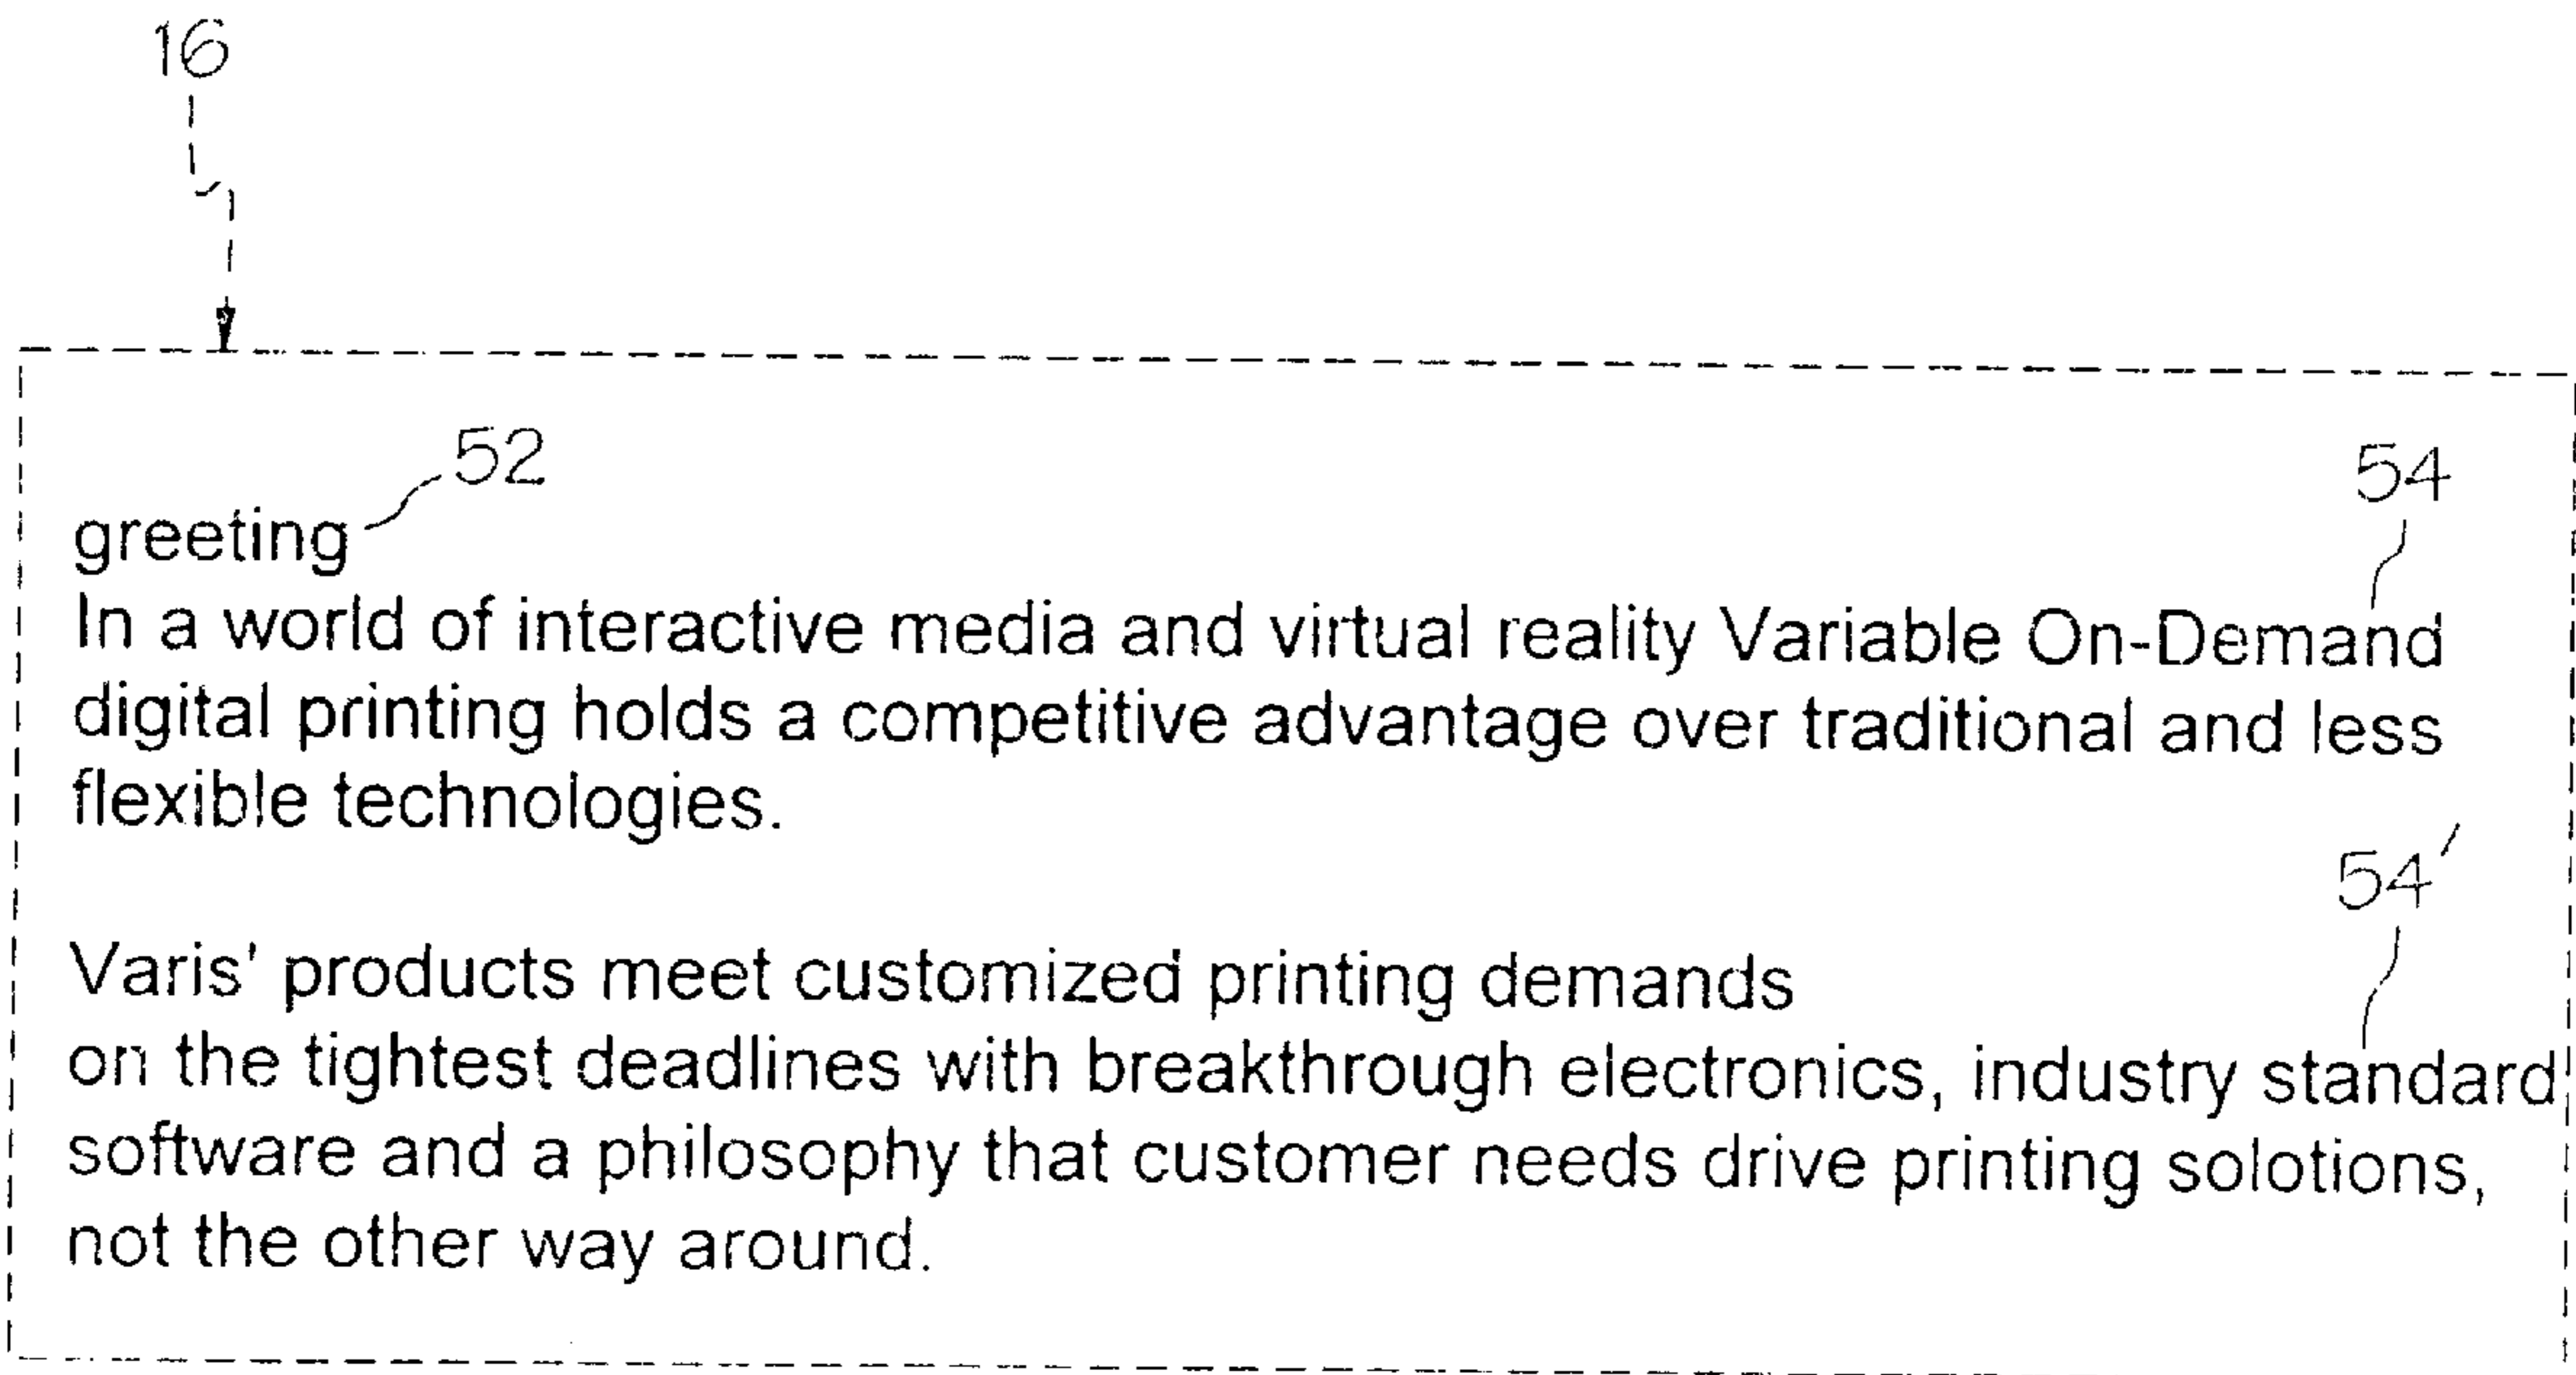 16
52
54
greeting
In a world of interactive media and virtual reality Variable On-Demand
digital printing holds a competitive advantage over traditional and less
flexible technologies.
54'
Varis' products meet customized printing demands
on the tightest deadlines with breakthrough electronics, industry standard
software and a philosophy that customer needs drive printing solotions,
not the other way around.